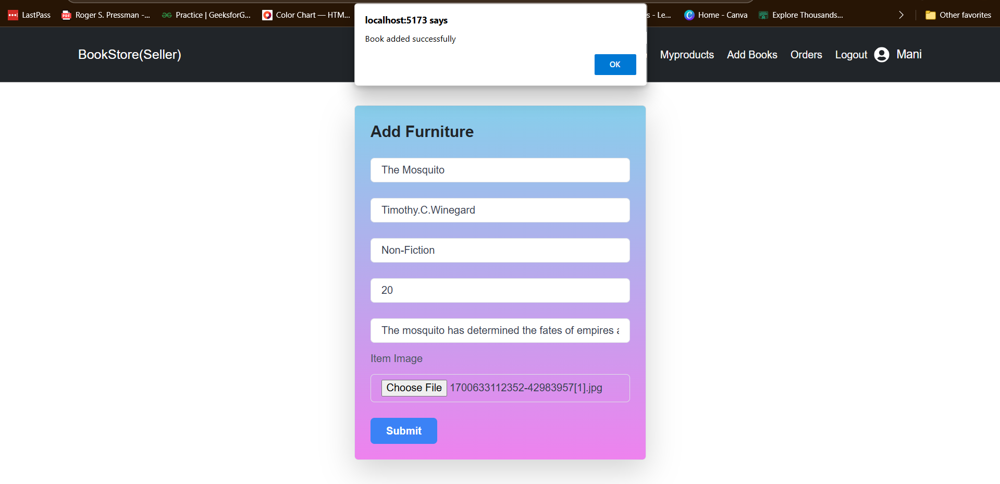 LastPass Roger S. Pressman -... Practice | GeeksforG... Color Chart — HTM... s - Le... Home - Canva Explore Thousands... Other favorites
localhost:5173 says
Book added successfully
OK
BookStore(Seller) Myproducts Add Books Orders Logout Mani
Add Furniture
The Mosquito
Timothy.C.Winegard
Non-Fiction
20
The mosquito has determined the fates of empires a
Item Image
Choose File 1700633112352-42983957[1].jpg
Submit